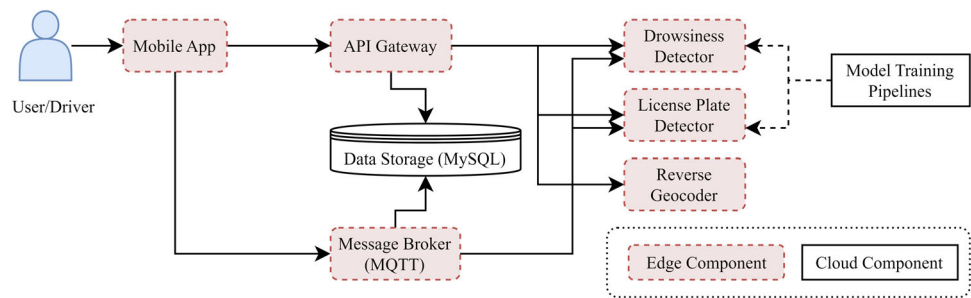 User/Driver
Mobile App
API Gateway
Data Storage (MySQL)
Message Broker
(MQTT)
Drowsiness
Detector
License Plate
Detector
Reverse
Geocoder
Model Training
Pipelines
Edge Component
Cloud Component